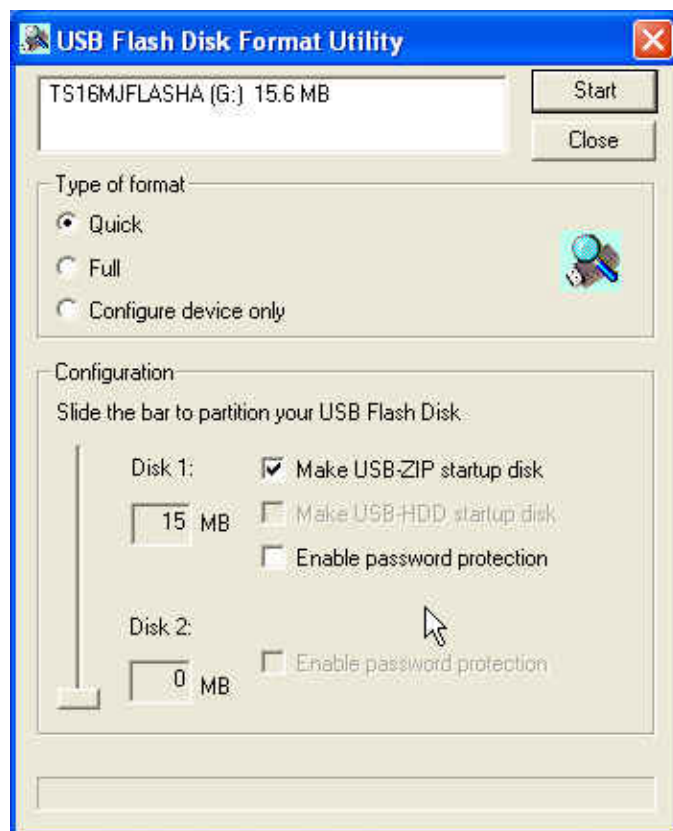 USB Flash Disk Format Utility
TS16MJFLASHA (G:) 15.6 MB
Start
Close
Type of format
Quick
Full
Configure device only
Configuration
Slide the bar to partition your USB Flash Disk
Disk 1:
Make USB-ZIP startup disk
15 MB
Make USB-HDD startup disk
Enable password protection
Disk 2:
Enable password protection
0 MB